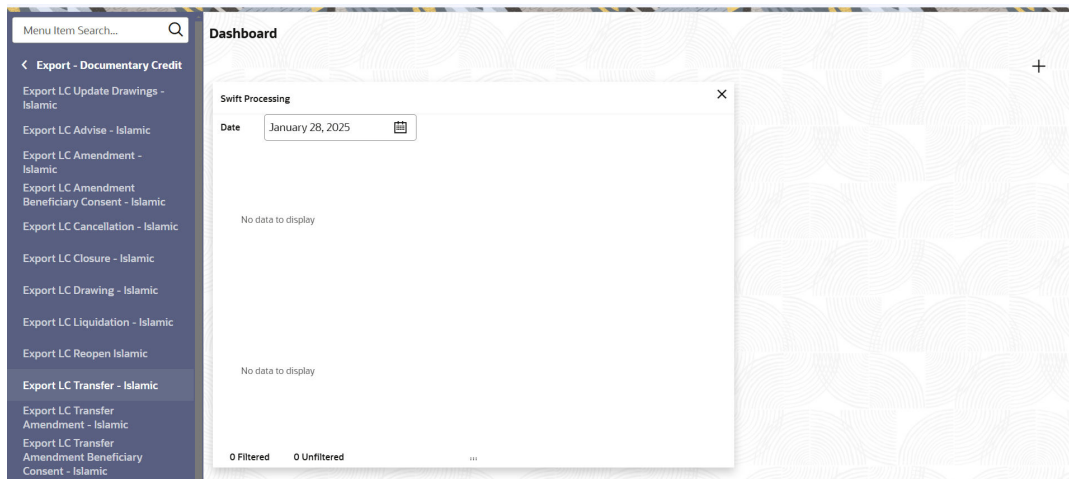 Menu Item Search...
Export - Documentary Credit
Export LC Update Drawings -
Islamic
Export LC Advise - Islamic
Export LC Amendment -
Islamic
Export LC Amendment
Beneficiary Consent - Islamic
Export LC Cancellation - Islamic
Export LC Closure - Islamic
Export LC Drawing - Islamic
Export LC Liquidation - Islamic
Export LC Reopen Islamic
Export LC Transfer - Islamic
Export LC Transfer
Amendment - Islamic
Export LC Transfer
Amendment Beneficiary
Consent - Islamic
Dashboard
Swift Processing
Date January 28, 2025
No data to display
No data to display
0 Filtered 0 Unfiltered